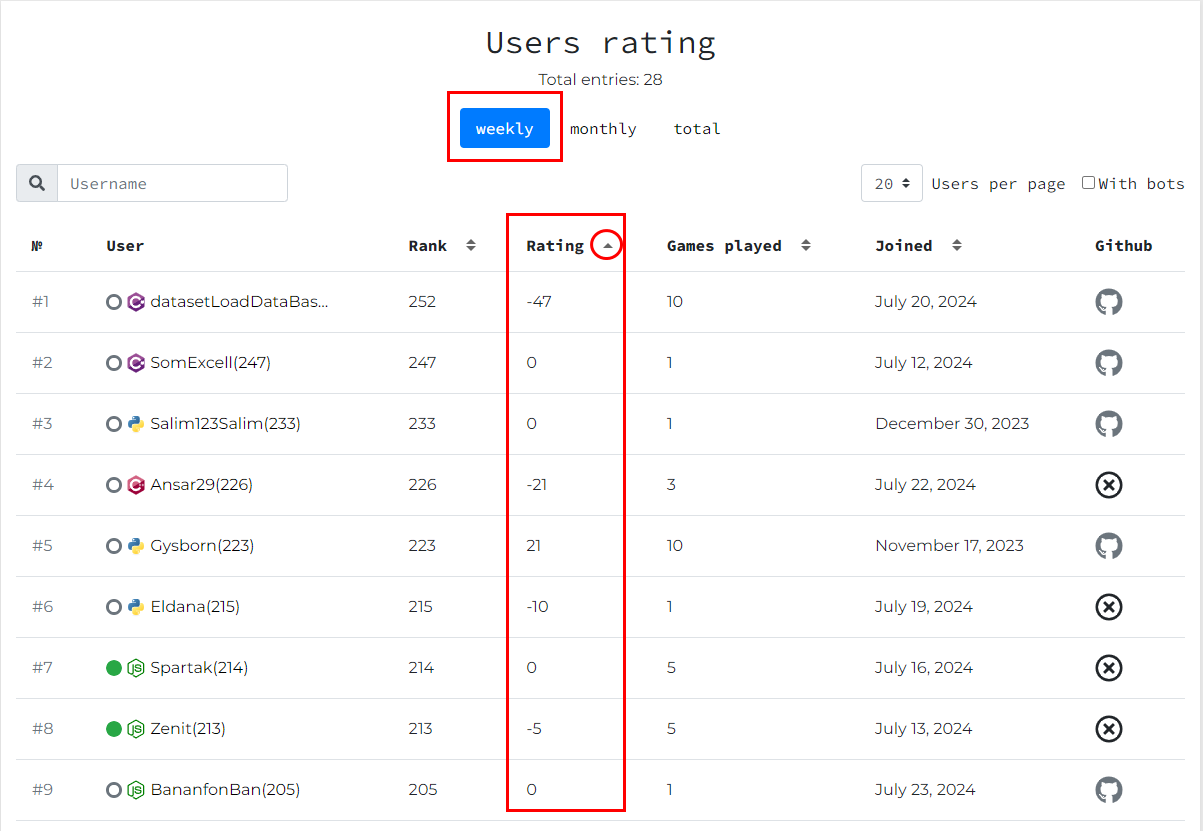 Users rating
Total entries: 28
weekly monthly total
Username 20 Users per page With bots
№ User Rank Rating Games played Joined Github
#1 datasetLoadDataBas... 252 -47 10 July 20, 2024
#2 SomExcell(247) 247 0 1 July 12, 2024
#3 Salim123Salim(233) 233 0 1 December 30, 2023
#4 Ansar29(226) 226 -21 3 July 22, 2024
#5 Gysborn(223) 223 21 10 November 17, 2023
#6 Eldana(215) 215 -10 1 July 19, 2024
#7 JS Spartak(214) 214 0 5 July 16, 2024
#8 JS Zenit(213) 213 -5 5 July 13, 2024
#9 JS BananfonBan(205) 205 0 1 July 23, 2024